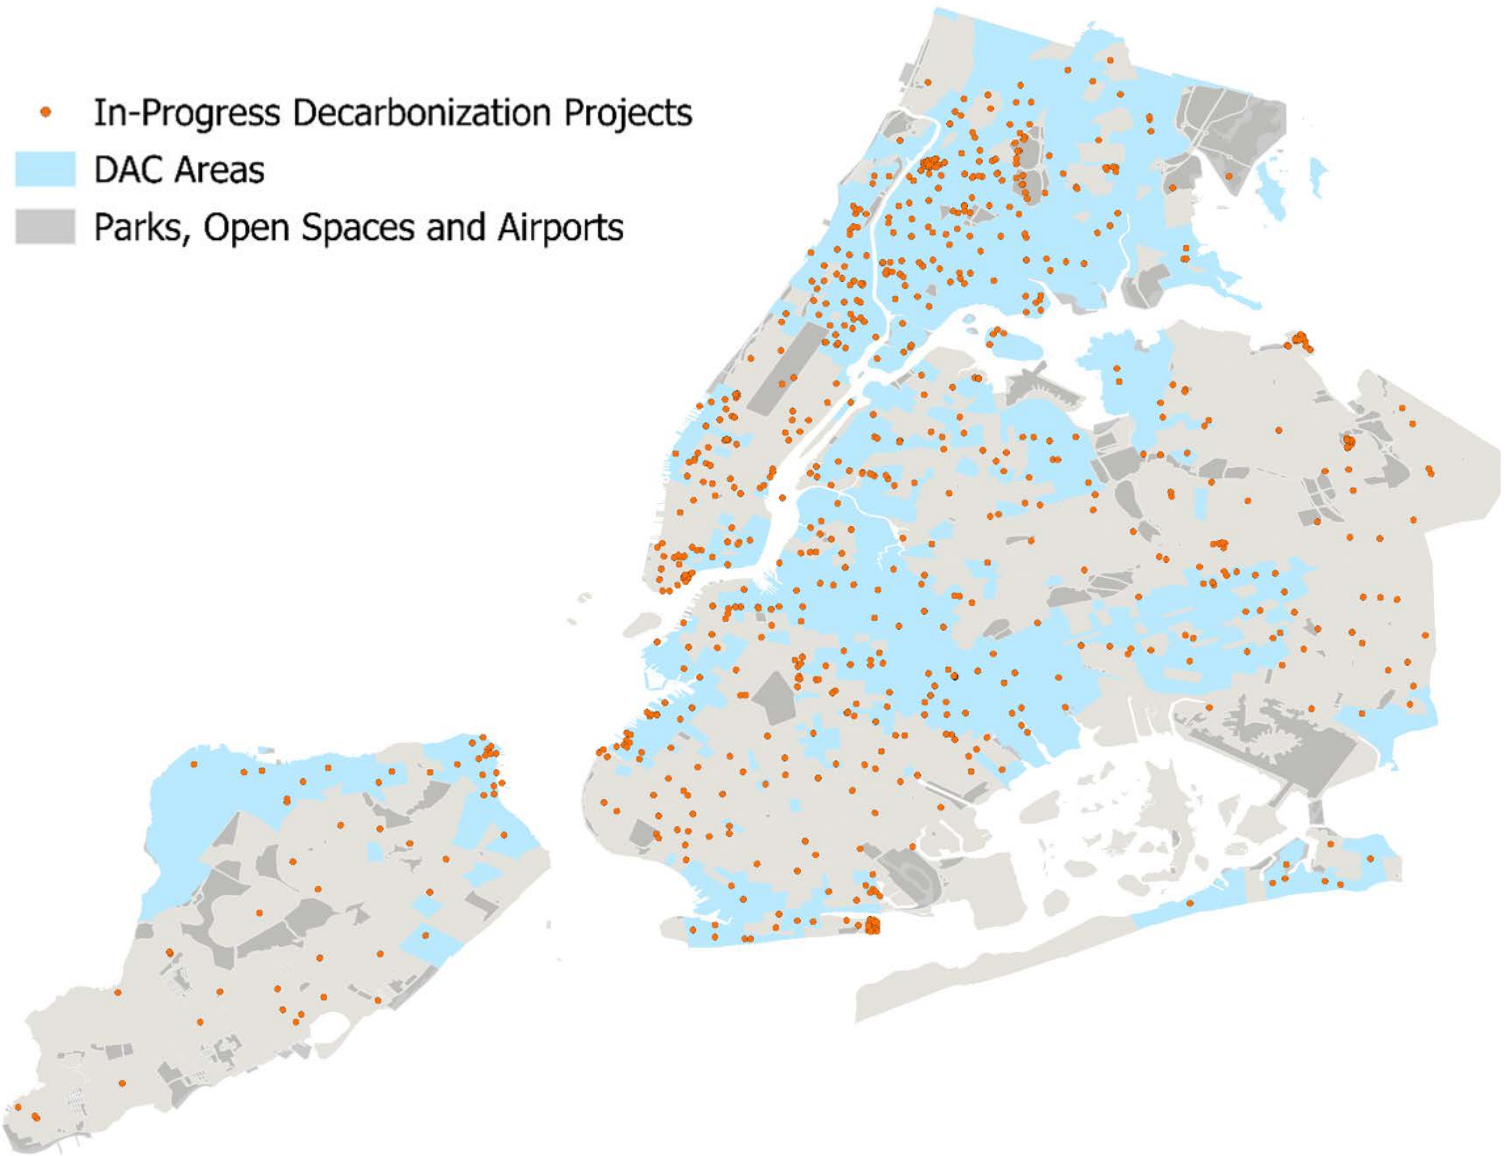 In-Progress Decarbonization Projects
DAC Areas
Parks, Open Spaces and Airports